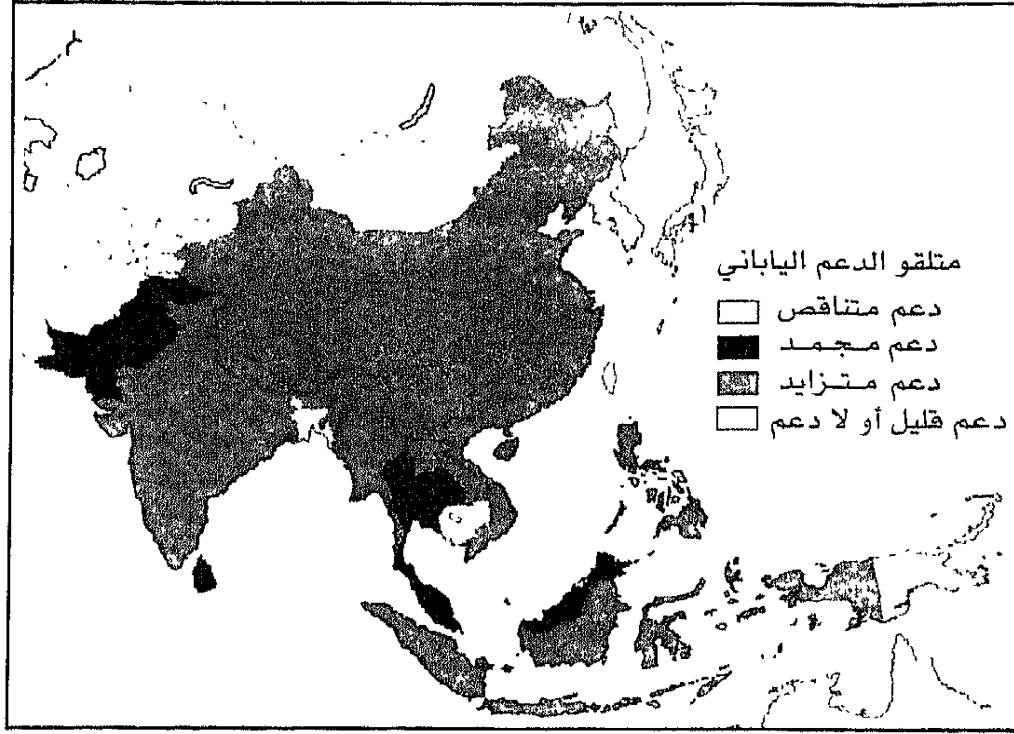 متلقو الدعم الياباني
دعم متناقص
دعم مجمد
دعم متزايد
دعم قليل أو لا دعم